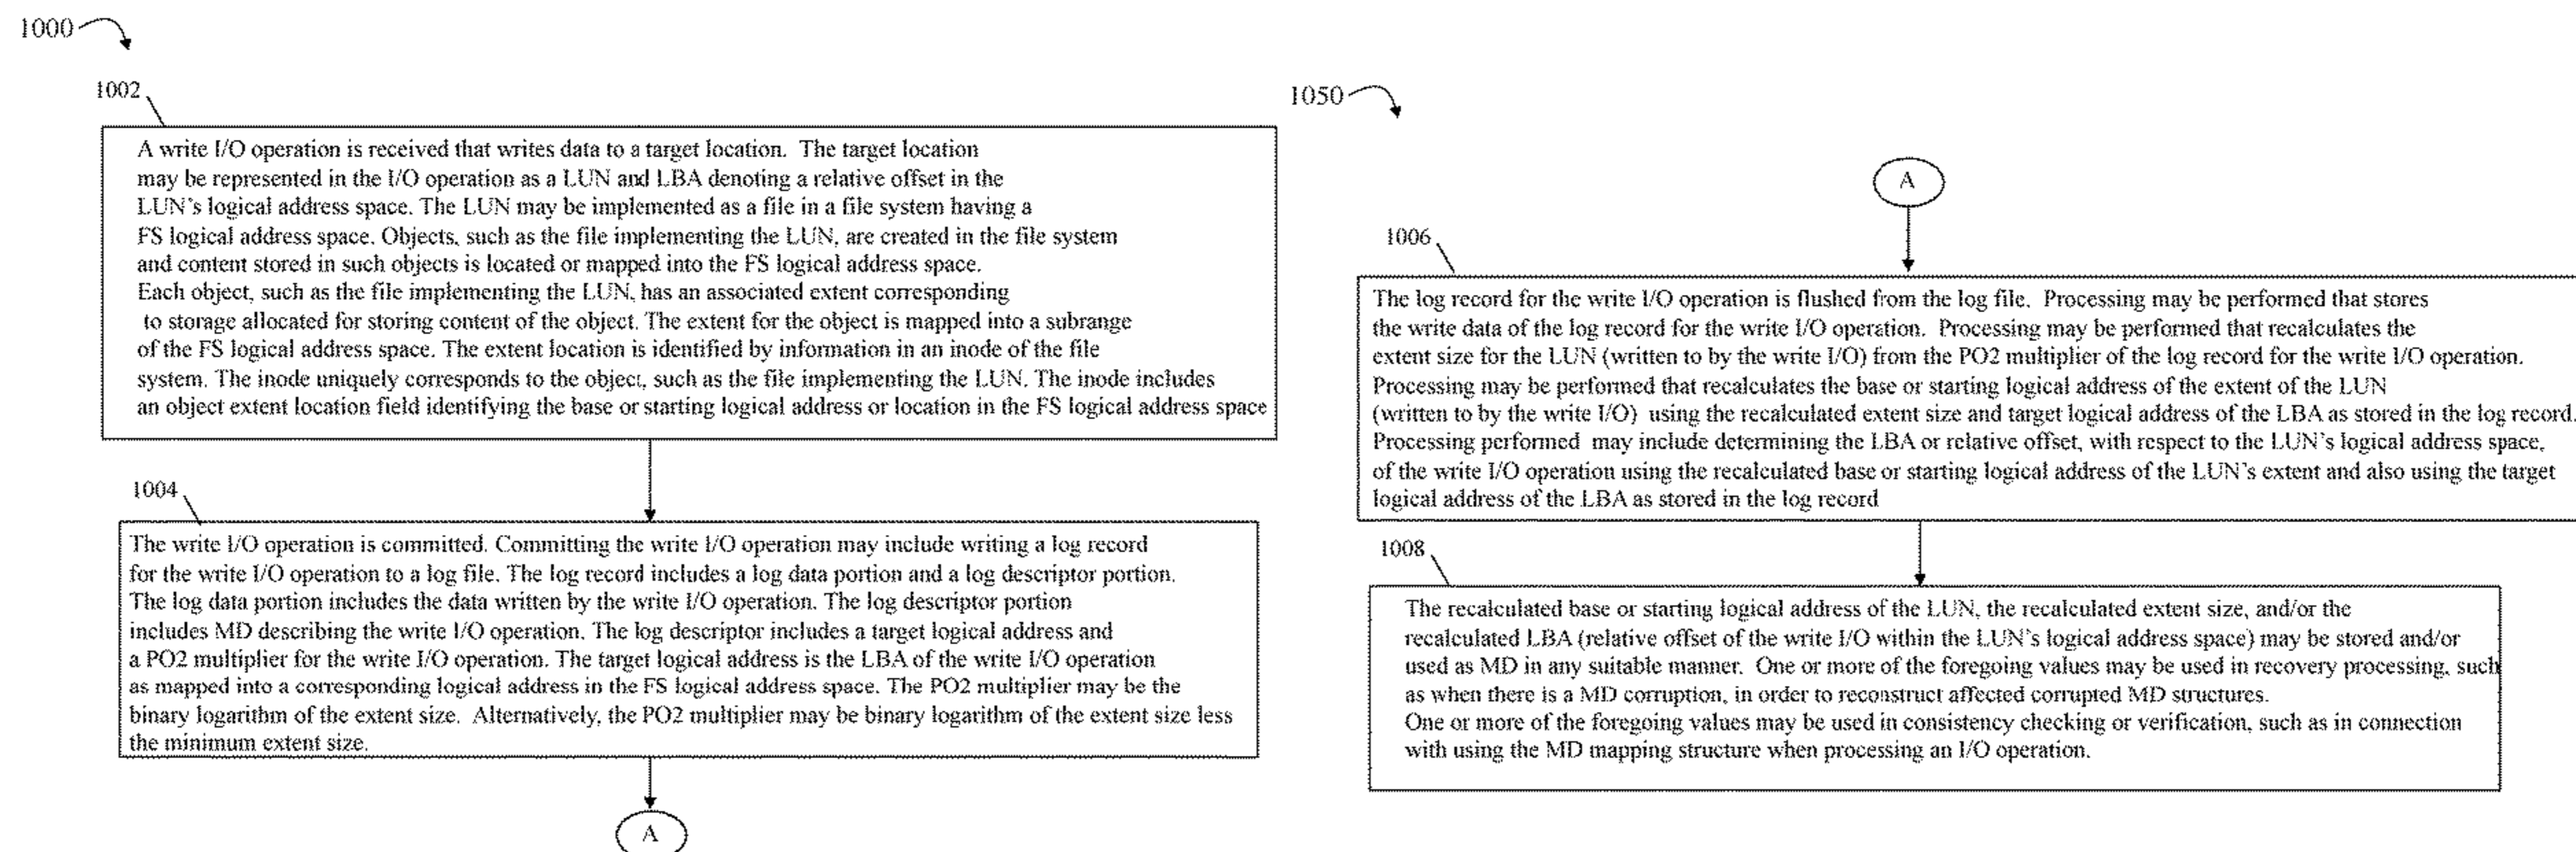 1000
1002
A write I/O operation is received that writes data to a target location. The target location
may be represented in the I/O operation as a LUN and LBA denoting a relative offset in the
LUN's logical address space. The LUN may be implemented as a file in a file system having a
FS logical address space. Objects, such as the file implementing the LUN, are created in the file system
and content stored in such objects is located or mapped into the FS logical address space.
Each object, such as the file implementing the LUN, has an associated extent corresponding
to storage allocated for storing content of the object. The extent for the object is mapped into a subrange
of the FS logical address space. The extent location is identified by information in an inode of the file
system. The inode uniquely corresponds to the object, such as the file implementing the LUN. The inode includes
an object extent location field identifying the base or starting logical address or location in the FS logical address space
1004
The write I/O operation is committed. Committing the write I/O operation may include writing a log record
for the write I/O operation to a log file. The log record includes a log data portion and a log descriptor portion.
The log data portion includes the data written by the write I/O operation. The log descriptor portion
includes MD describing the write I/O operation. The log descriptor includes a target logical address and
a PO2 multiplier for the write I/O operation. The target logical address is the LBA of the write I/O operation
as mapped into a corresponding logical address in the FS logical address space. The PO2 multiplier may be the
binary logarithm of the extent size. Alternatively, the PO2 multiplier may be binary logarithm of the extent size less
the minimum extent size.
A
1050
A
1006
The log record for the write I/O operation is flushed from the log file. Processing may be performed that stores
the write data of the log record for the write I/O operation. Processing may be performed that recalculates the
extent size for the LUN (written to by the write I/O) from the PO2 multiplier of the log record for the write I/O operation.
Processing may be performed that recalculates the base or starting logical address of the extent of the LUN
(written to by the write I/O) using the recalculated extent size and target logical address of the LBA as stored in the log record.
Processing performed may include determining the LBA or relative offset, with respect to the LUN's logical address space,
of the write I/O operation using the recalculated base or starting logical address of the LUN's extent and also using the target
logical address of the LBA as stored in the log record
1008
The recalculated base or starting logical address of the LUN, the recalculated extent size, and/or the
recalculated LBA (relative offset of the write I/O within the LUN's logical address space) may be stored and/or
used as MD in any suitable manner. One or more of the foregoing values may be used in recovery processing, such
as when there is a MD corruption, in order to reconstruct affected corrupted MD structures.
One or more of the foregoing values may be used in consistency checking or verification, such as in connection
with using the MD mapping structure when processing an I/O operation.